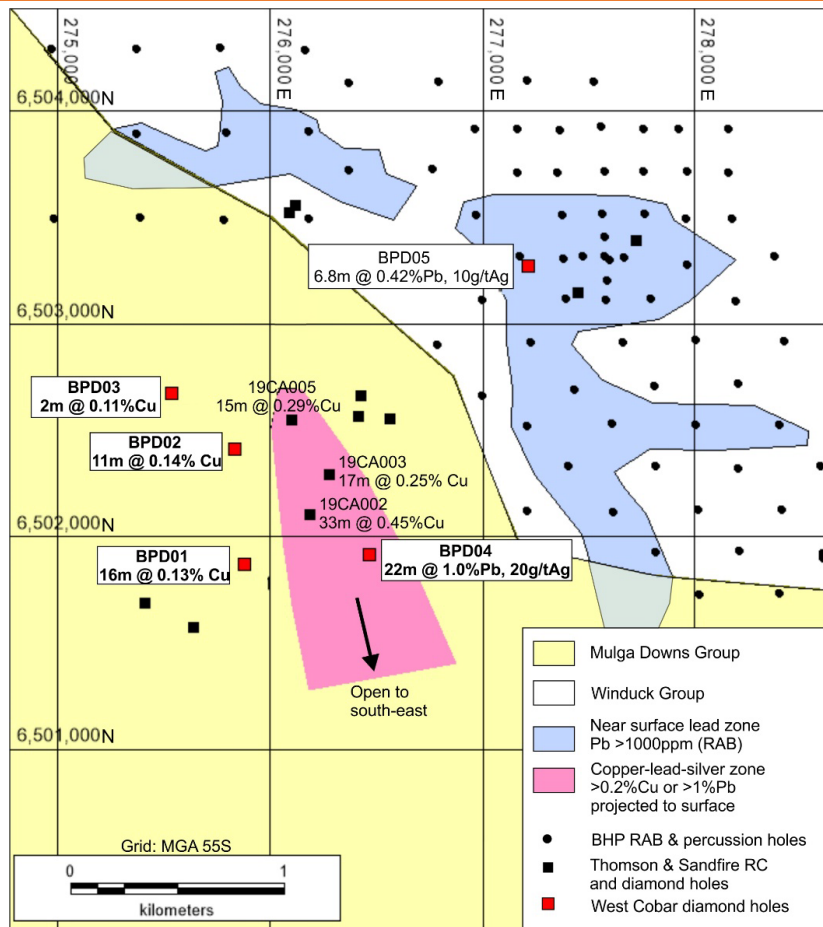 275,000
276,000 E
277,000 E
278,000
6,504,000N
BPD05
6.8m @ 0.42%Pb, 10g/tAg
6,503,000N
BPD03
2m @ 0.11%Cu
19CA005
15m @ 0.29%Cu
BPD02
11m @ 0.14% Cu
19CA003
17m @ 0.25% Cu
19CA002
33m @ 0.45%Cu
6,502,000N
BPD01
16m @ 0.13% Cu
BPD04
22m @ 1.0%Pb, 20g/tAg
Open to
south-east
6,501,000N
Grid: MGA 55S
0 1
kilometers
Mulga Downs Group
Winduck Group
Near surface lead zone
Pb >1000ppm (RAB)
Copper-lead-silver zone
>0.2%Cu or >1%Pb
projected to surface
BHP RAB & percussion holes
Thomson & Sandfire RC
and diamond holes
West Cobar diamond holes